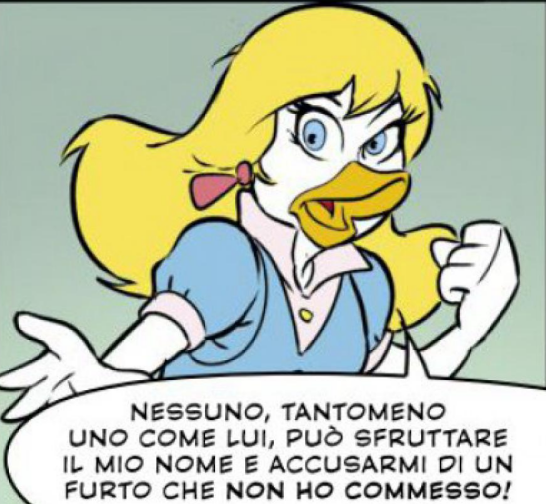 NESSUNO, TANTOMENO
UNO COME LUI, PUÒ SFRUTTARE
IL MIO NOME E ACCUSARMI DI UN
FURTO CHE NON HO COMMESSO!